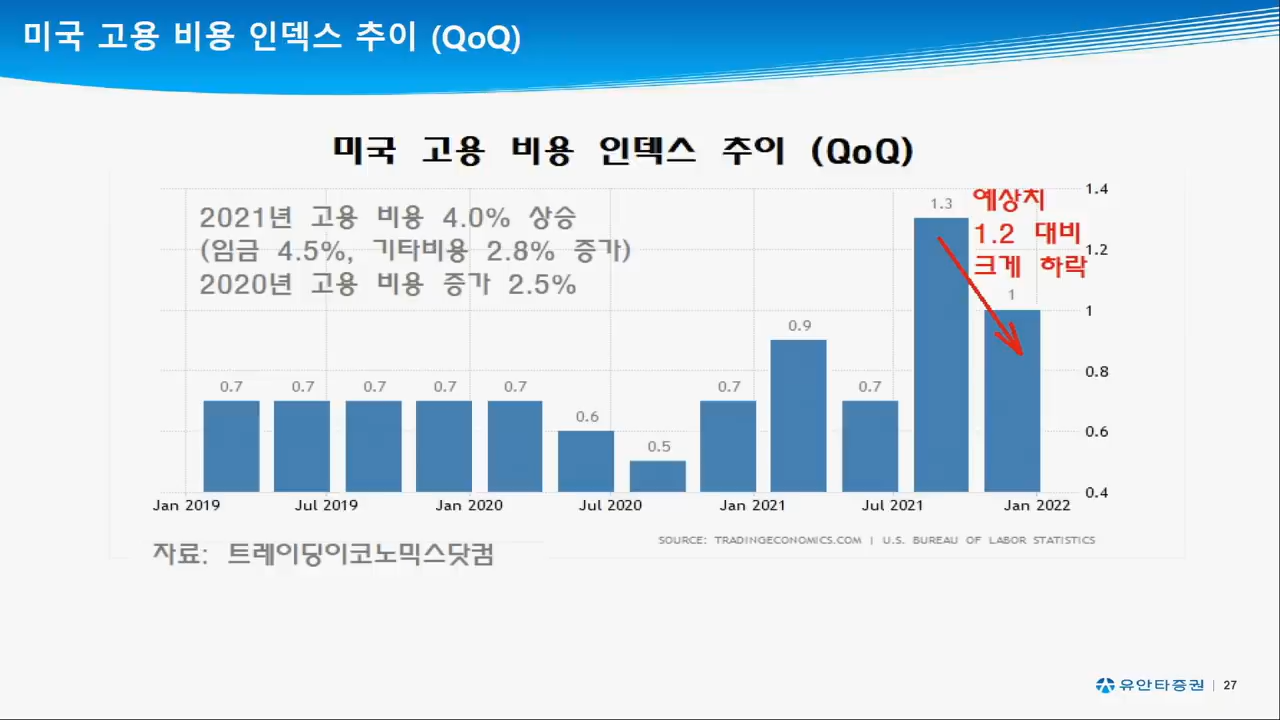 미국 고용 비용 인덱스 추이 (QoQ)
미국 고용 비용 인덱스 추이 (QoQ)
2021년 고용 비용 4.0% 상승
(임금 4.5%, 기타비용 2.8% 증가)
2020년 고용 비용 증가 2.5%
예상치
1.2 대비
크게 하락
0.7 0.7 0.7 0.7 0.7 0.6 0.5 0.7 0.9 0.7 1.3 1
1.4
1.2
1
0.8
0.6
0.4
Jan 2019 Jul 2019 Jan 2020 Jul 2020 Jan 2021 Jul 2021 Jan 2022
SOURCE: TRADINGECONOMICS.COM | U.S. BUREAU OF LABOR STATISTICS
자료: 트레이딩이코노믹스닷컴
유안타증권 | 27